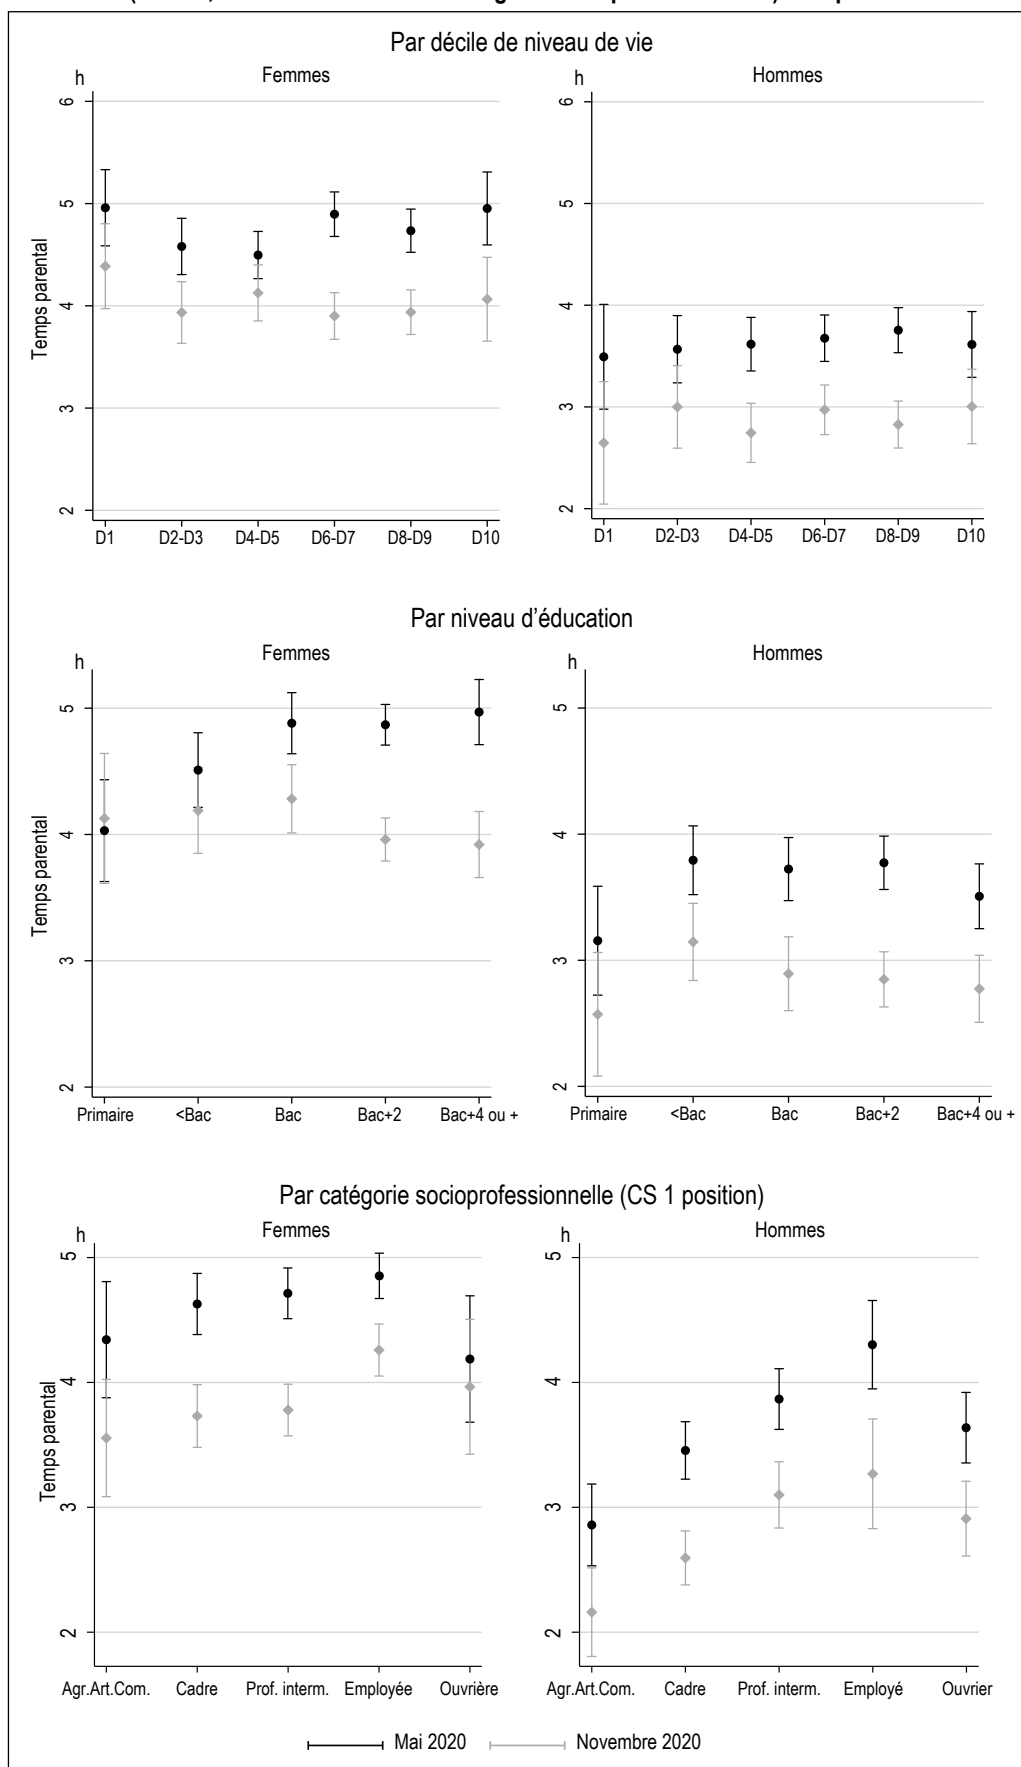 Par décile de niveau de vie
Femmes
Hommes
h
h
Temps parental
6
5
4
3
2
6
5
4
3
2
D1 D2-D3 D4-D5 D6-D7 D8-D9 D10
D1 D2-D3 D4-D5 D6-D7 D8-D9 D10
Par niveau d'éducation
Femmes
Hommes
h
h
Temps parental
5
4
3
2
5
4
3
2
Primaire <Bac Bac Bac+2 Bac+4 ou +
Primaire <Bac Bac Bac+2 Bac+4 ou +
Par catégorie socioprofessionnelle (CS 1 position)
Femmes
Hommes
h
h
Temps parental
5
4
3
2
5
4
3
2
Agr.Art.Com. Cadre Prof. interm. Employée Ouvrière
Agr.Art.Com. Cadre Prof. interm. Employé Ouvrier
Mai 2020 Novembre 2020